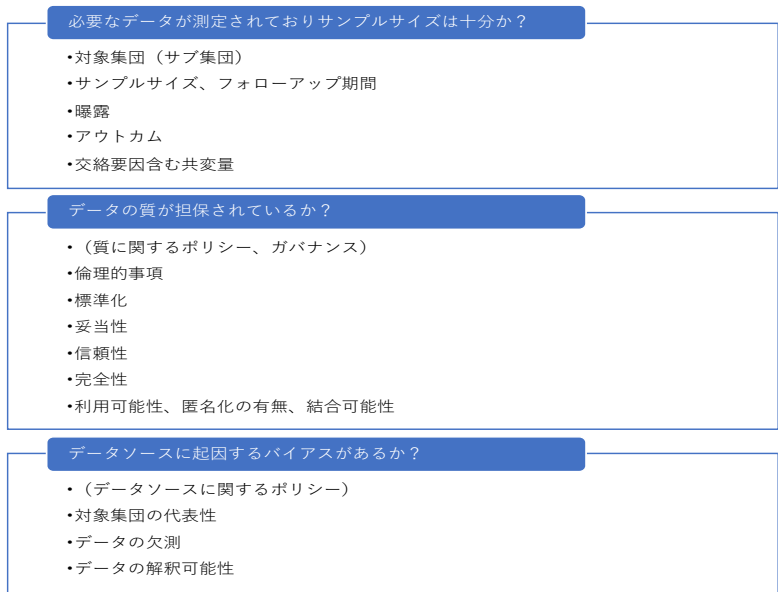 必要なデータが測定されておりサンプルサイズは十分か？
•対象集団（サブ集団）
•サンプルサイズ、フォローアップ期間
•曝露
•アウトカム
•交絡要因含む共変量
データの質が担保されているか？
•（質に関するポリシー、ガバナンス）
•倫理的事項
•標準化
•妥当性
•信頼性
•完全性
•利用可能性、匿名化の有無、結合可能性
データソースに起因するバイアスがあるか？
•（データソースに関するポリシー）
•対象集団の代表性
•データの欠測
•データの解釈可能性